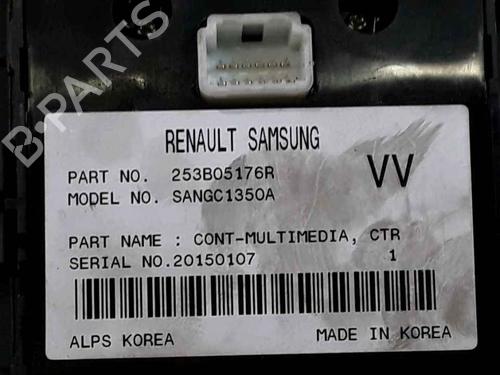 RENAULT SAMSUNG
PART NO. 253B05176R
VV
MODEL NO. SANGC1350A
PART NAME : CONT-MULTIMEDIA, CTR
SERIAL NO.20150107 1
ALPS KOREA MADE IN KOREA
B-PARTS